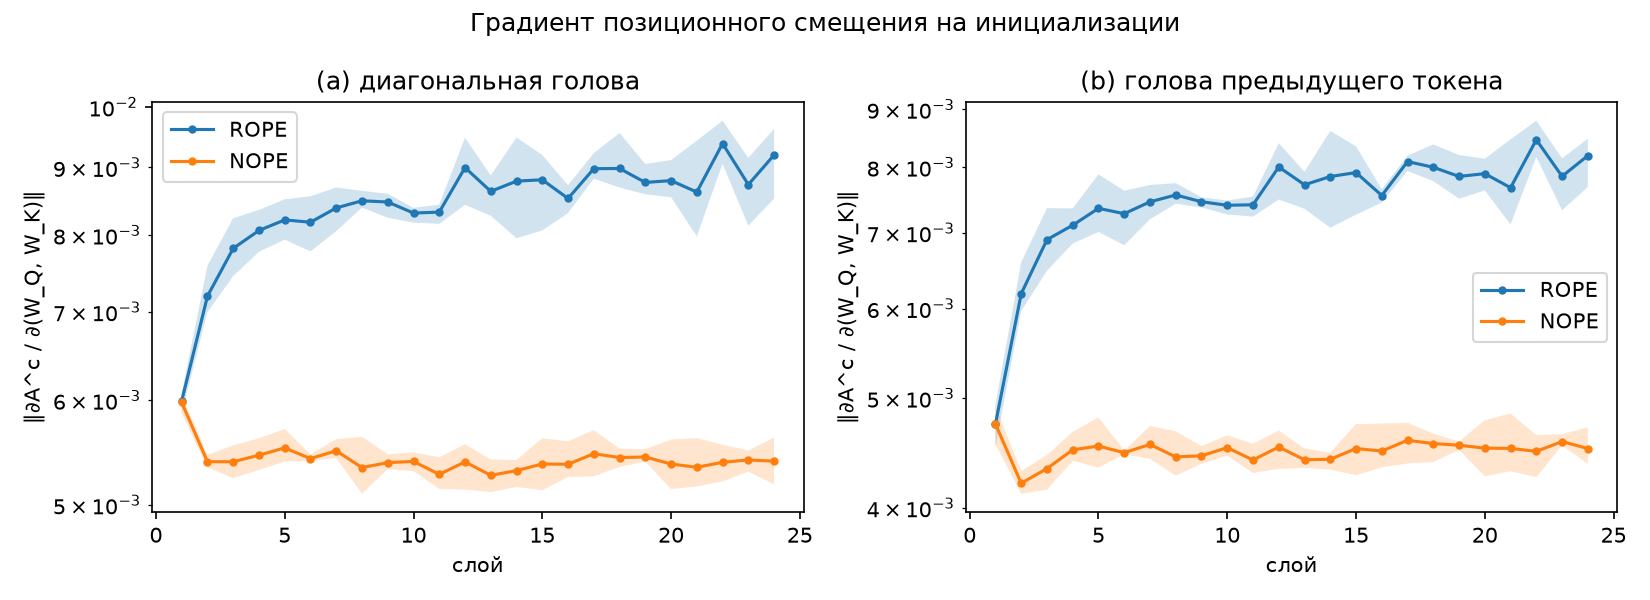 Градиент позиционного смещения на инициализации
(a) диагональная голова
‖∂A^c / ∂(W_Q, W_K)‖
10⁻²
9 × 10⁻³
8 × 10⁻³
7 × 10⁻³
6 × 10⁻³
5 × 10⁻³
ROPE
NOPE
0 5 10 15 20 25
слой
(b) голова предыдущего токена
‖∂A^c / ∂(W_Q, W_K)‖
9 × 10⁻³
8 × 10⁻³
7 × 10⁻³
6 × 10⁻³
5 × 10⁻³
4 × 10⁻³
ROPE
NOPE
0 5 10 15 20 25
слой